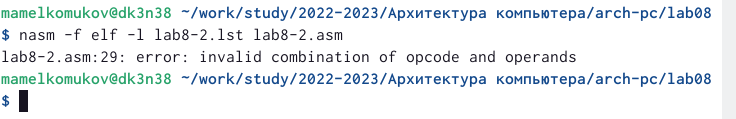 mamelkomukov@dk3n38 ~/work/study/2022-2023/Архитектура компьютера/arch-pc/lab08
$ nasm -f elf -l lab8-2.lst lab8-2.asm
lab8-2.asm:29: error: invalid combination of opcode and operands
mamelkomukov@dk3n38 ~/work/study/2022-2023/Архитектура компьютера/arch-pc/lab08
$